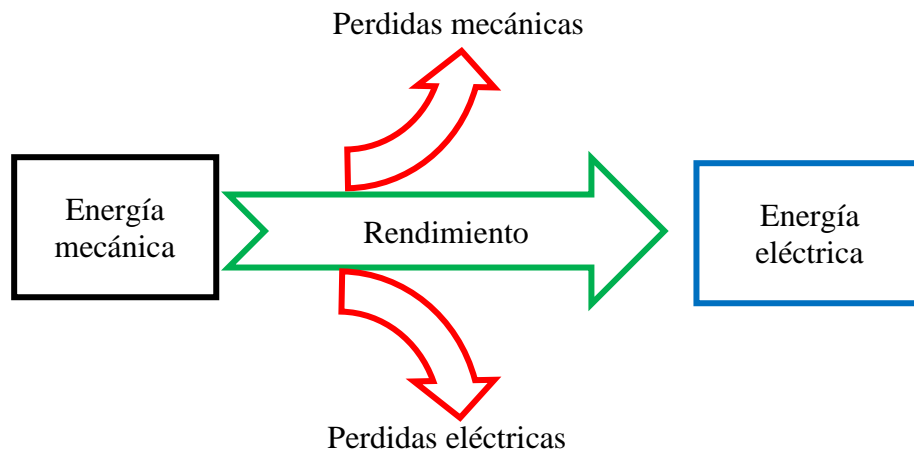 Perdidas mecánicas
Energía
mecánica
Rendimiento
Energía
eléctrica
Perdidas eléctricas